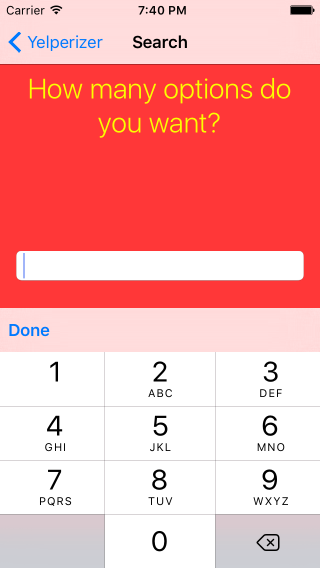 Carrier 7:40 PM
Yelperizer Search
How many options do
you want?
Done
1 2 3
ABC DEF
4 5 6
GHI JKL MNO
7 8 9
PQRS TUV WXYZ
0